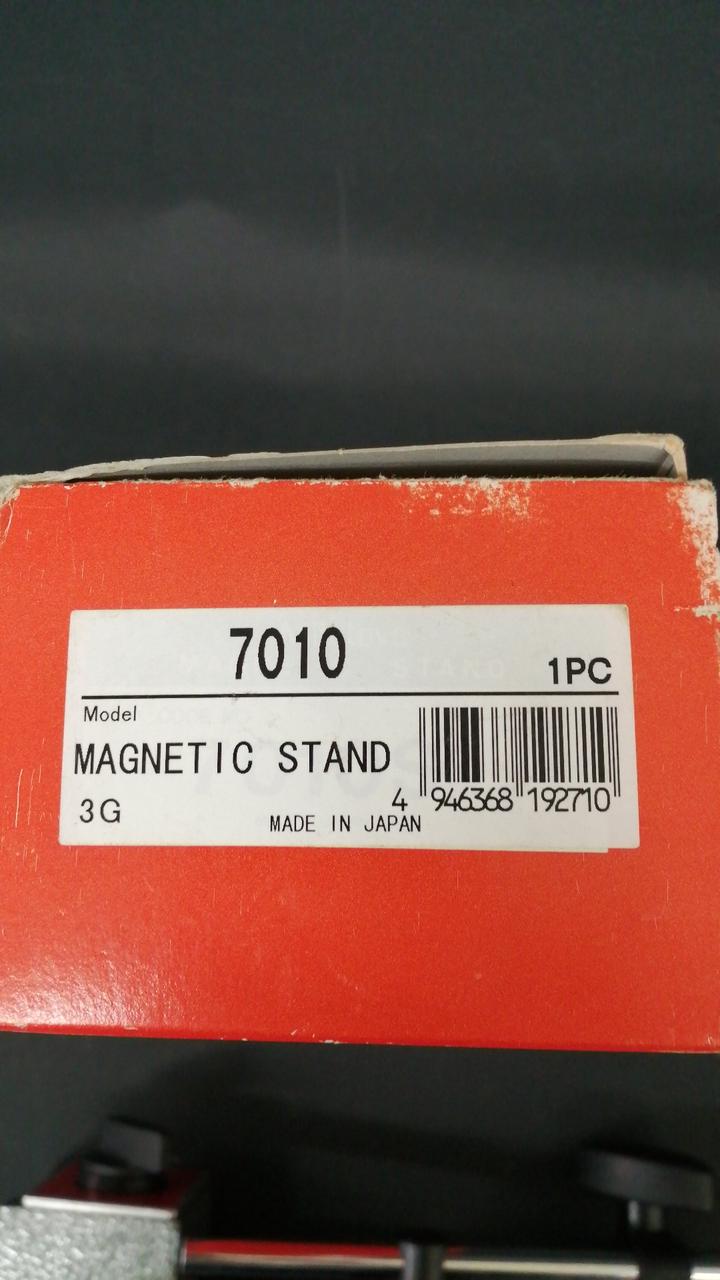 7010
1PC
Model
MAGNETIC STAND
3G
MADE IN JAPAN
4 946368 192710